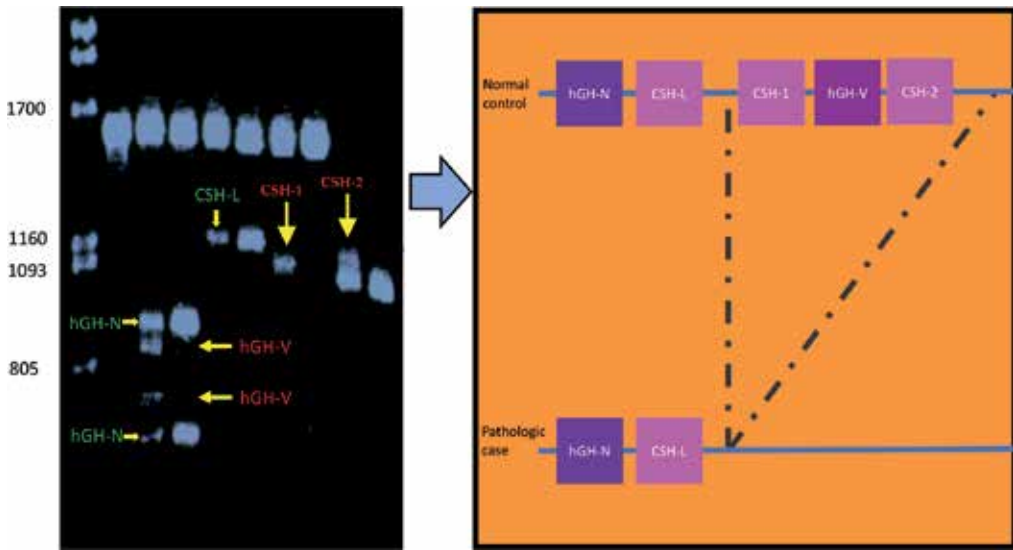 1700
1160
1093
805
CSH-L
CSH-1
CSH-2
hGH-N
hGH-V
hGH-V
hGH-N
Normal
control
hGH-N
CSH-L
CSH-1
hGH-V
CSH-2
Pathologic
case
hGH-N
CSH-L